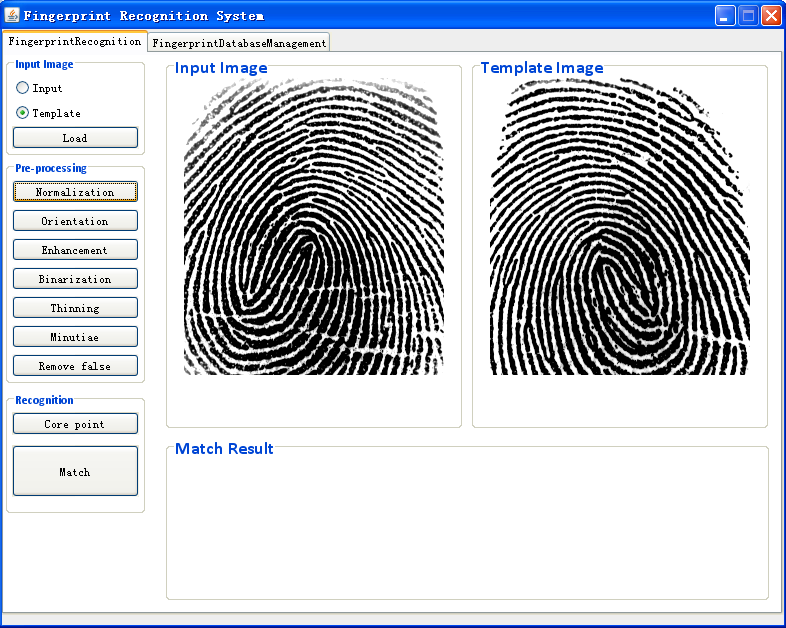 Fingerprint Recognition System
FingerprintRecognition
FingerprintDatabaseManagement
Input Image
Input
Template
Load
Pre-processing
Normalization
Orientation
Enhancement
Binarization
Thinning
Minutiae
Remove false
Recognition
Core point
Match
Input Image
Template Image
Match Result